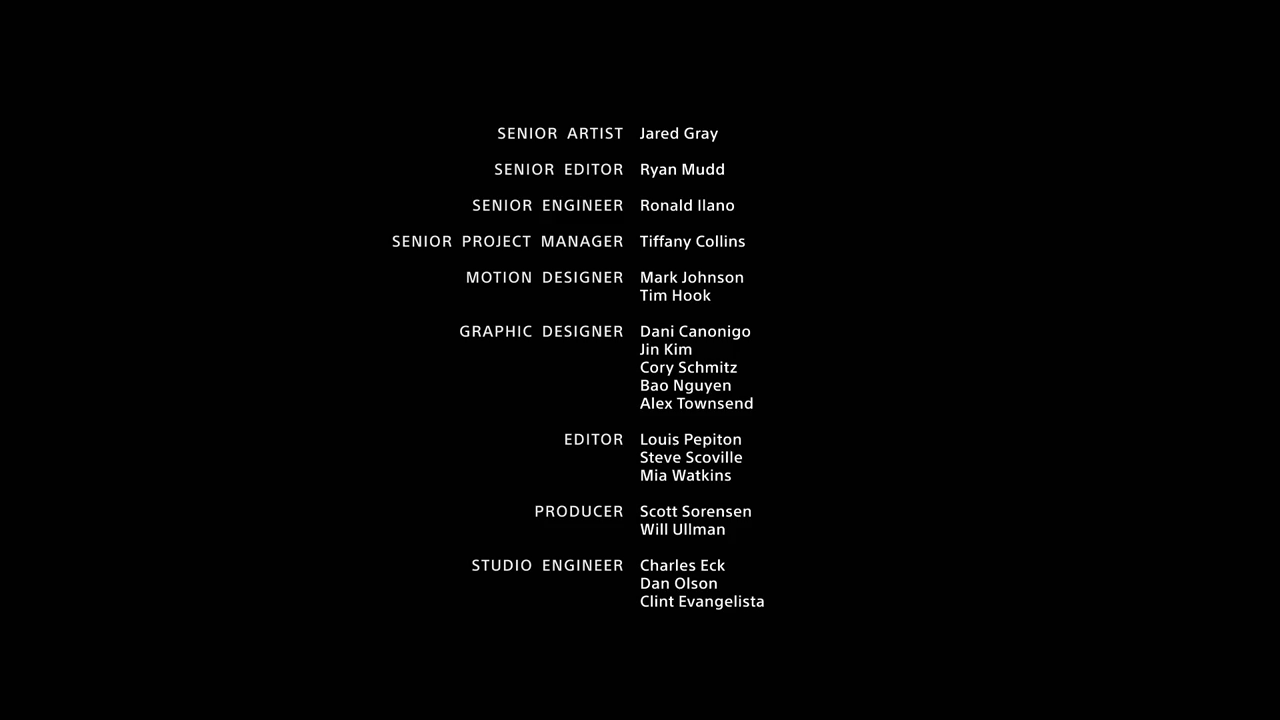 SENIOR ARTIST Jared Gray
SENIOR EDITOR Ryan Mudd
SENIOR ENGINEER Ronald Ilano
SENIOR PROJECT MANAGER Tiffany Collins
MOTION DESIGNER Mark Johnson
Tim Hook
GRAPHIC DESIGNER Dani Canonigo
Jin Kim
Cory Schmitz
Bao Nguyen
Alex Townsend
EDITOR Louis Pepiton
Steve Scoville
Mia Watkins
PRODUCER Scott Sorensen
Will Ullman
STUDIO ENGINEER Charles Eck
Dan Olson
Clint Evangelista